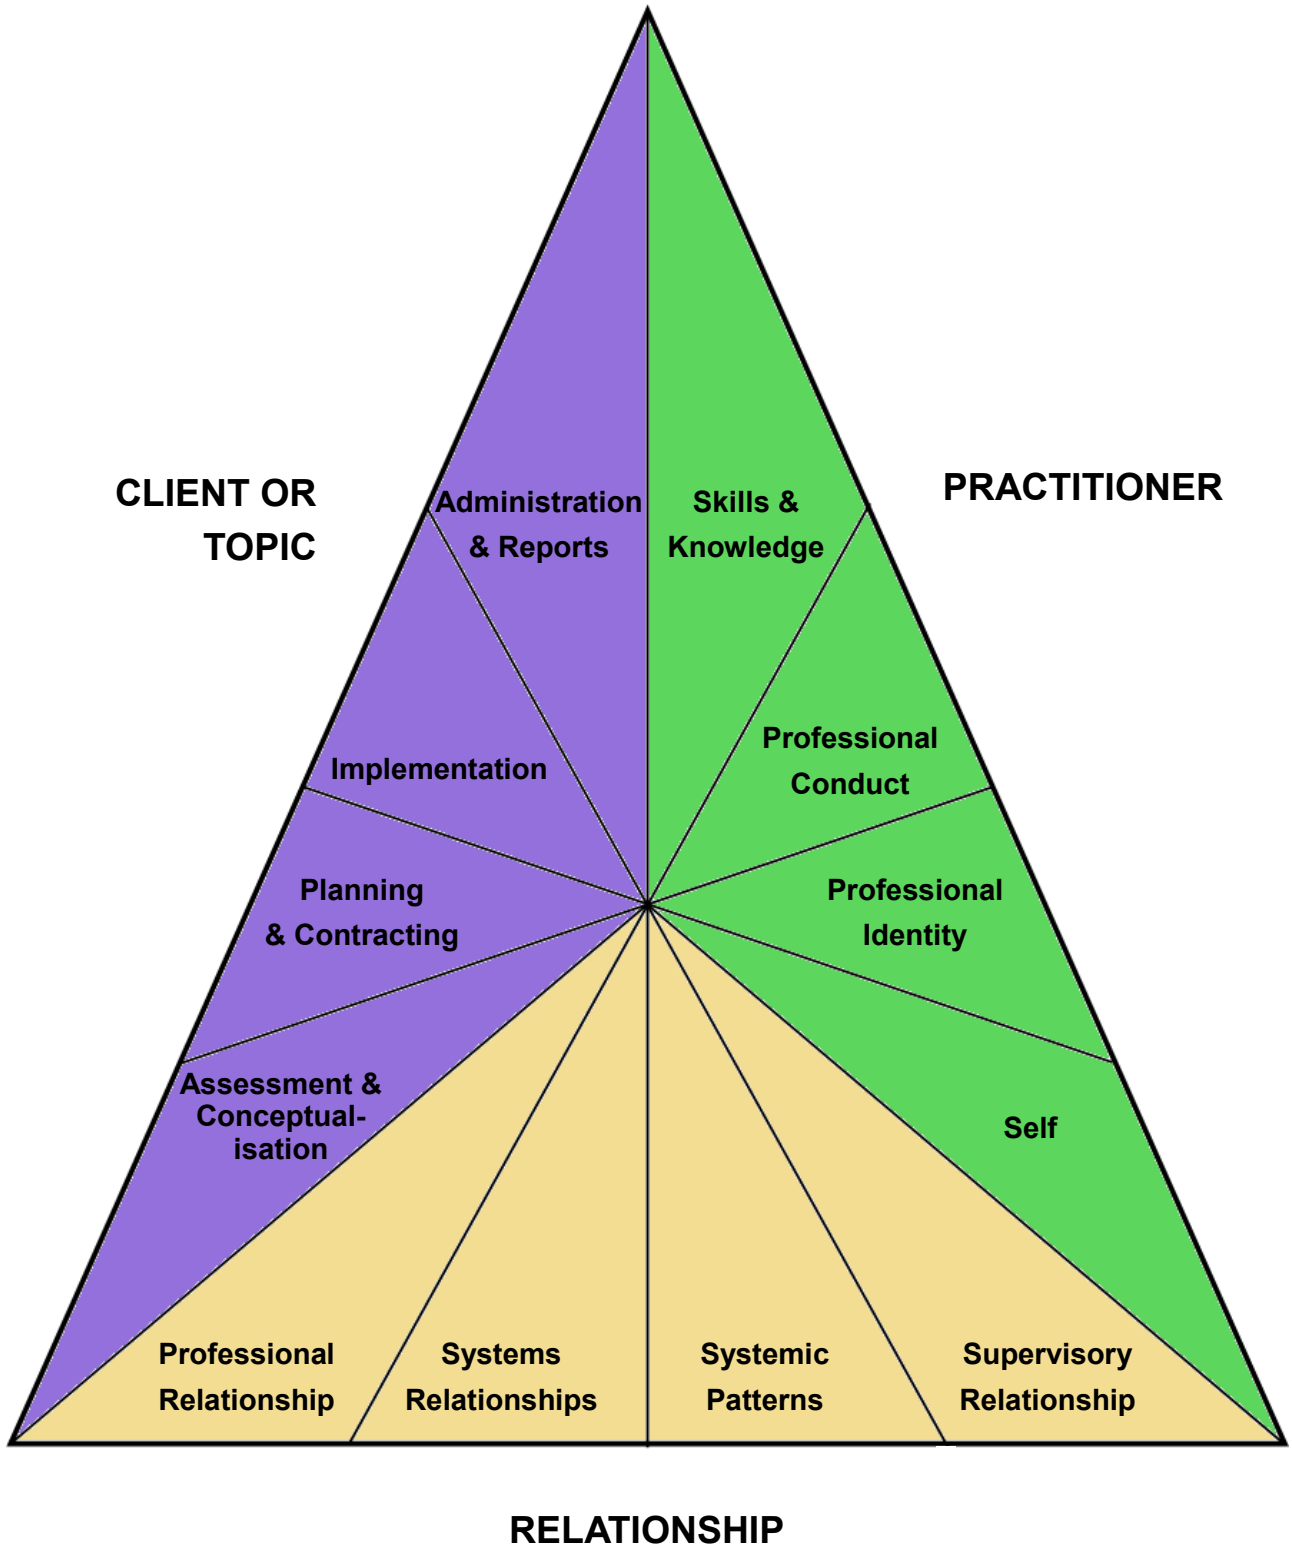 CLIENT OR
TOPIC
PRACTITIONER
Administration
& Reports
Skills &
Knowledge
Implementation
Professional
Conduct
Planning
& Contracting
Professional
Identity
Assessment &
Conceptual-
isation
Self
Professional
Relationship
Systems
Relationships
Systemic
Patterns
Supervisory
Relationship
RELATIONSHIP